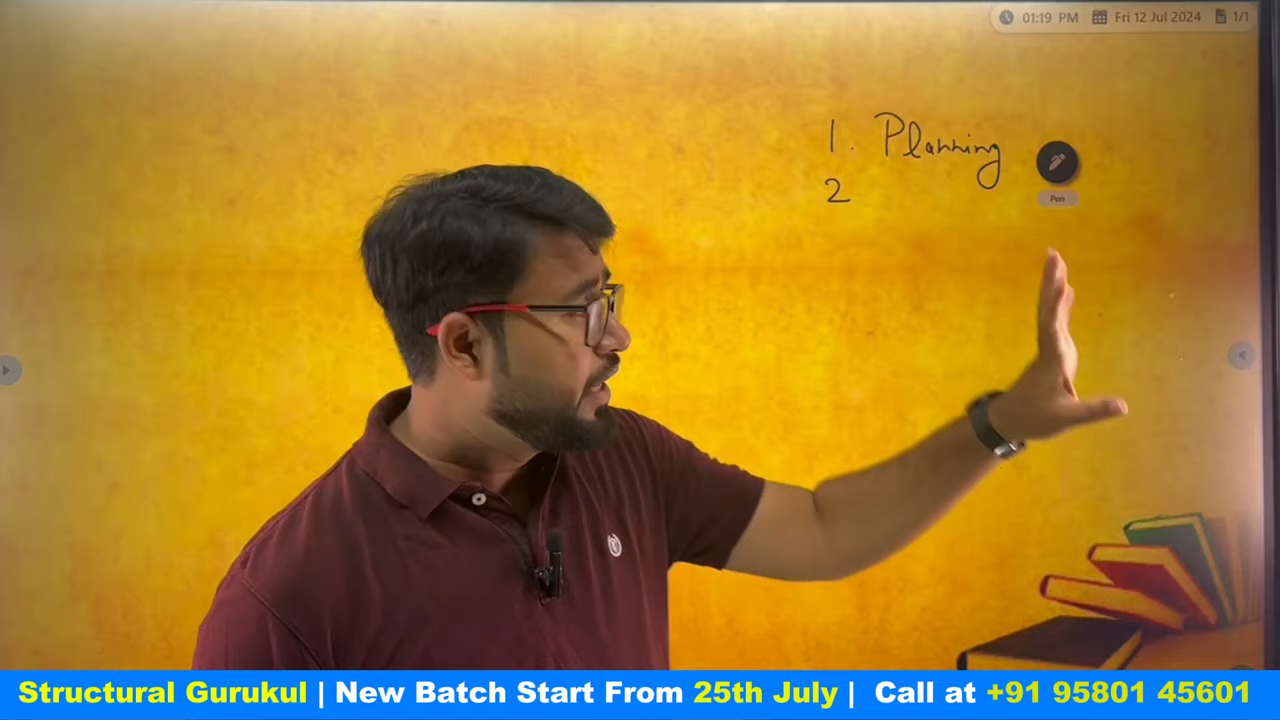 01:19 PM Fri 12 Jul 2024 1/1
1. Planning
2
Pen
Structural Gurukul | New Batch Start From 25th July | Call at +91 95801 45601